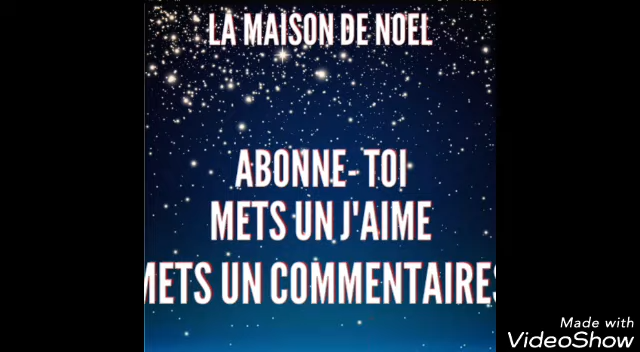 LA MAISON DE NOEL
ABONNE- TOI
METS UN J'AIME
METS UN COMMENTAIRES
Made with
VideoShow